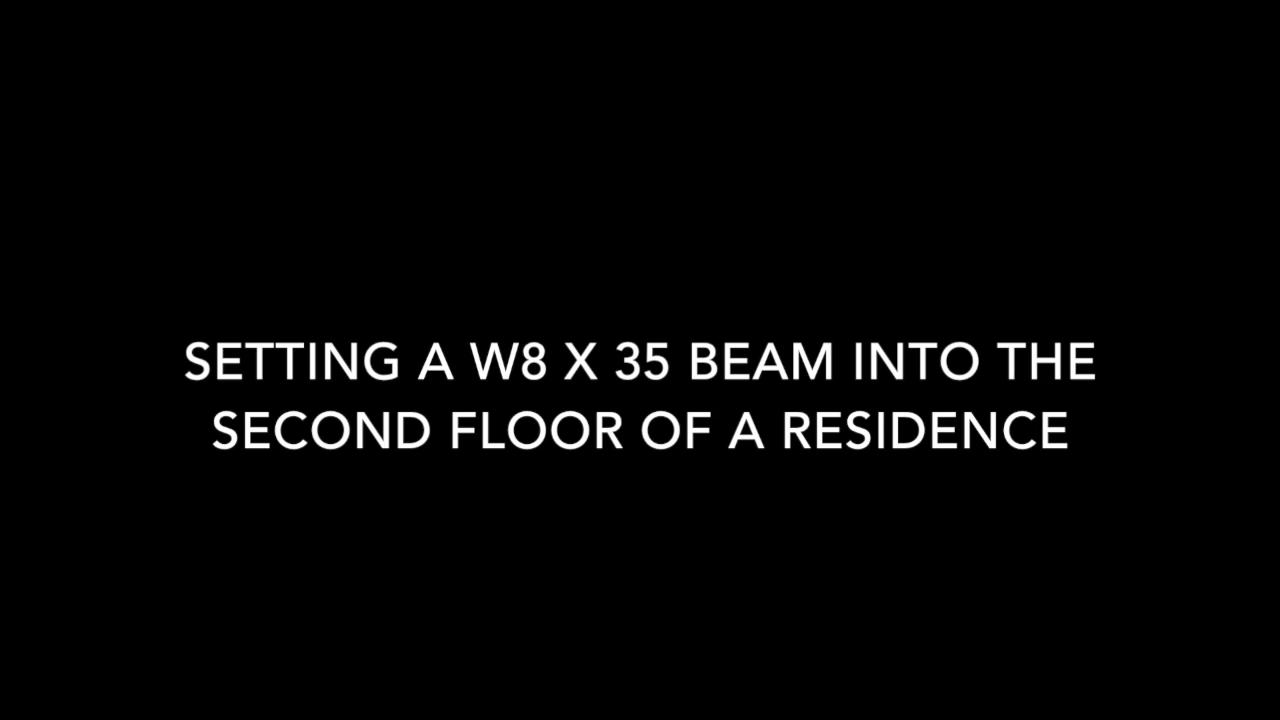 SETTING A W8 X 35 BEAM INTO THE
SECOND FLOOR OF A RESIDENCE